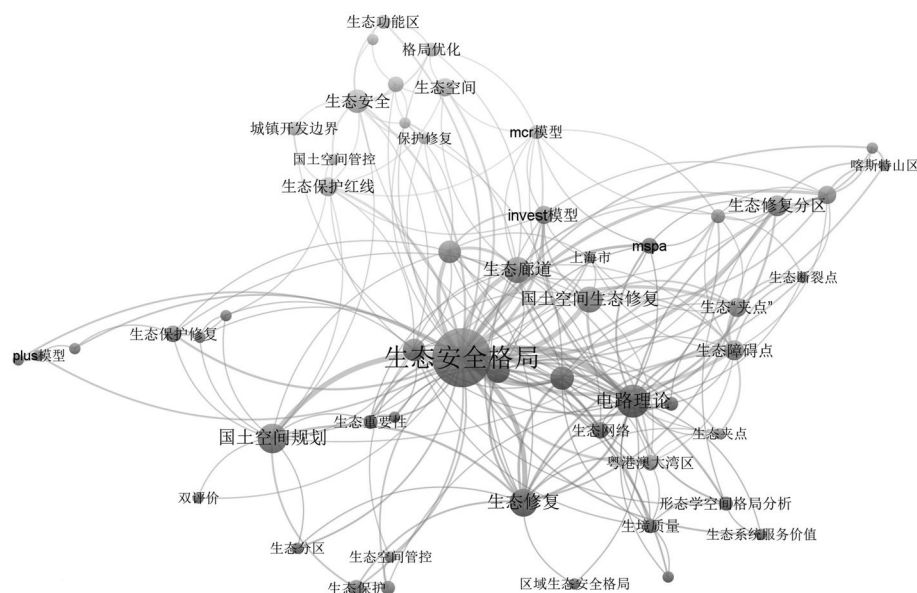 生态功能区
格局优化
生态空间
生态安全
城镇开发边界
保护修复
mcr模型
国土空间管控
喀斯特山区
生态保护红线
生态修复分区
invest模型
mspa
上海市
生态廊道
生态断裂点
国土空间生态修复
生态“夹点”
生态保护修复
生态障碍点
plus模型
生态安全格局
电路理论
生态重要性
生态网络
生态夹点
国土空间规划
粤港澳大湾区
双评价
生态修复
形态学空间格局分析
生境质量
生态系统服务价值
生态分区
生态空间管控
生态保护
区域生态安全格局